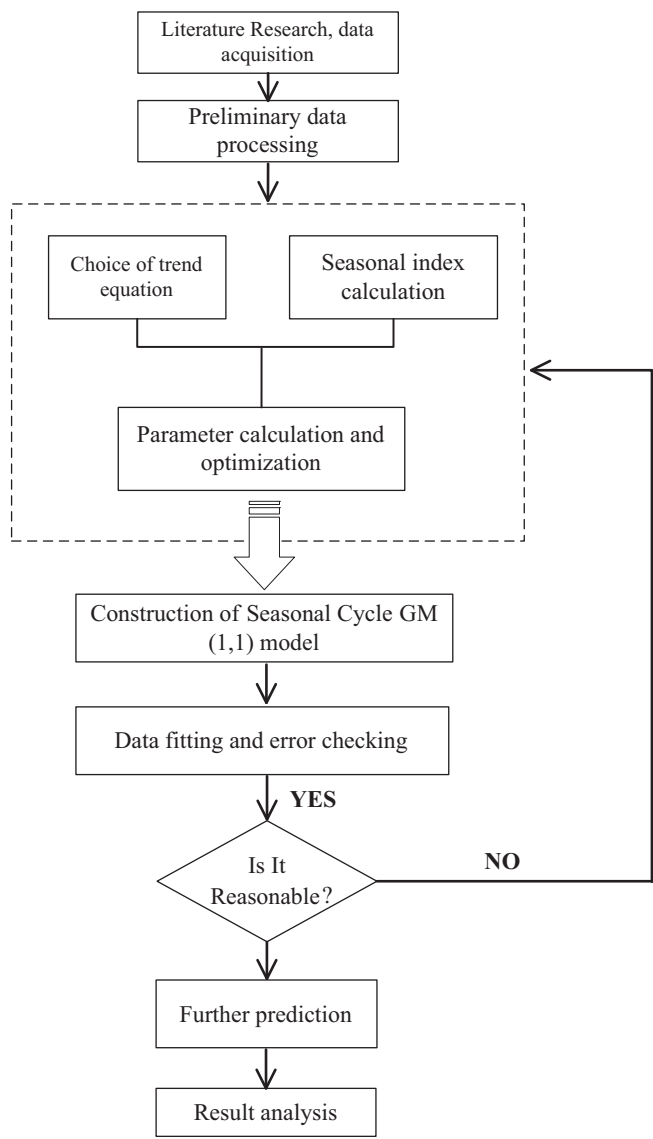 Literature Research, data
acquisition
Preliminary data
processing
Choice of trend
equation
Seasonal index
calculation
Parameter calculation and
optimization
Construction of Seasonal Cycle GM
(1,1) model
Data fitting and error checking
YES
Is It
Reasonable?
NO
Further prediction
Result analysis